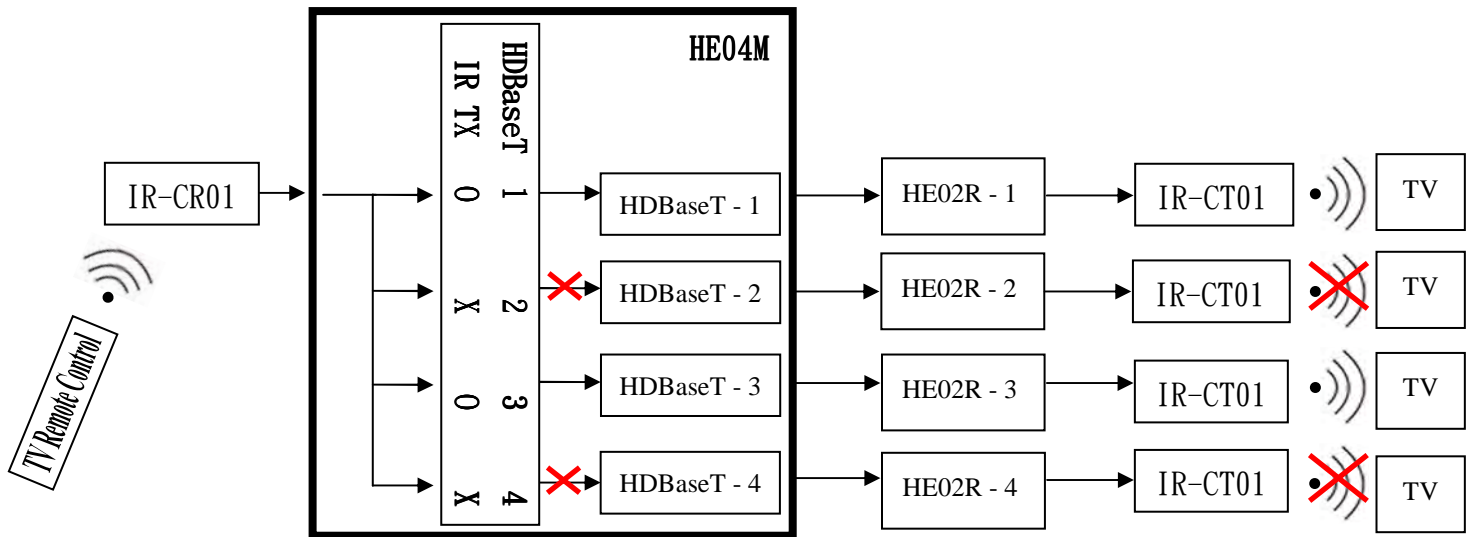 HE04M
HDBaseT 1 2 3 4
IR TX O X O X
IR-CR01
TV Remote Control
HDBaseT - 1
HE02R - 1
IR-CT01
TV
HDBaseT - 2
HE02R - 2
IR-CT01
TV
HDBaseT - 3
HE02R - 3
IR-CT01
TV
HDBaseT - 4
HE02R - 4
IR-CT01
TV